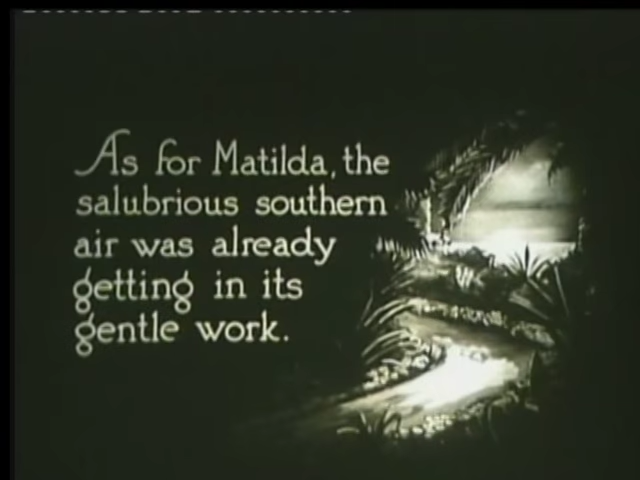 As for Matilda, the
salubrious southern
air was already
getting in its
gentle work.